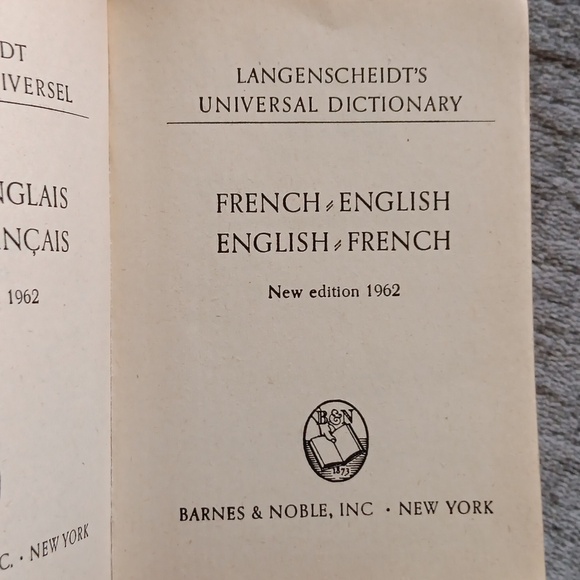 DT
IVERSEL
NGLAIS
NÇAIS
1962
C. · NEW YORK
LANGENSCHEIDT'S
UNIVERSAL DICTIONARY
FRENCH-ENGLISH
ENGLISH-FRENCH
New edition 1962
B&N
1873
BARNES & NOBLE, INC · NEW YORK